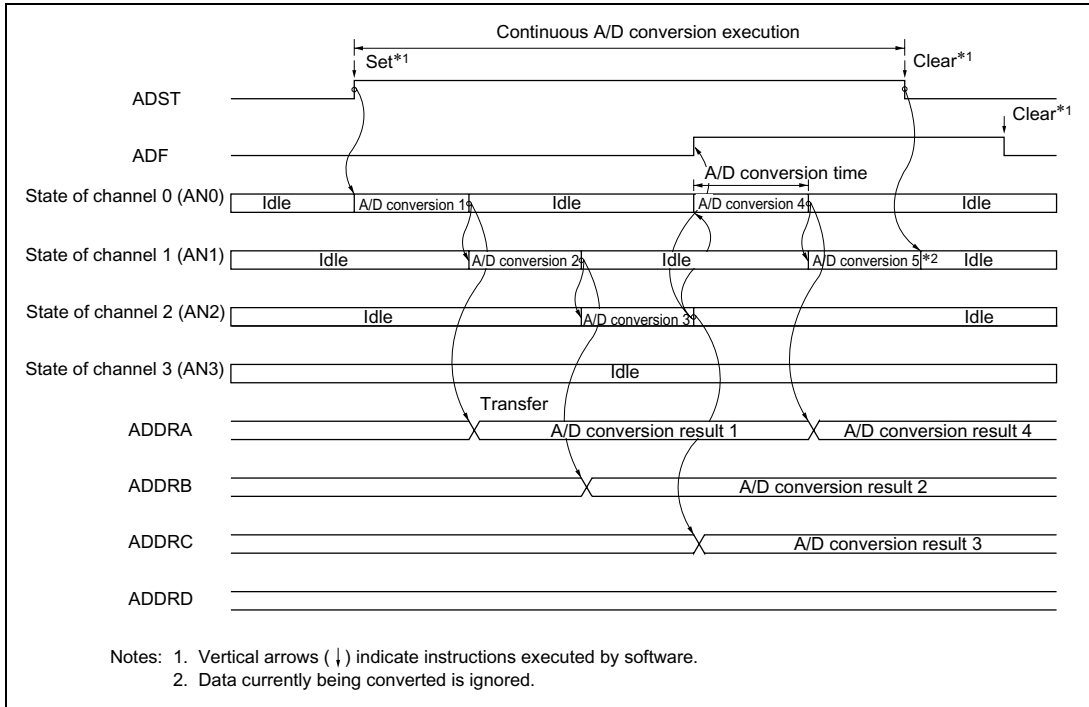 Continuous A/D conversion execution
Set*1
Clear*1
ADST
Clear*1
ADF
A/D conversion time
State of channel 0 (AN0)
Idle
A/D conversion 1
Idle
A/D conversion 4
Idle
State of channel 1 (AN1)
Idle
A/D conversion 2
Idle
A/D conversion 5
*2
Idle
State of channel 2 (AN2)
Idle
A/D conversion 3
Idle
State of channel 3 (AN3)
Idle
Transfer
ADDRA
A/D conversion result 1
A/D conversion result 4
ADDRB
A/D conversion result 2
ADDRC
A/D conversion result 3
ADDRD
Notes: 1. Vertical arrows (↓) indicate instructions executed by software.
2. Data currently being converted is ignored.